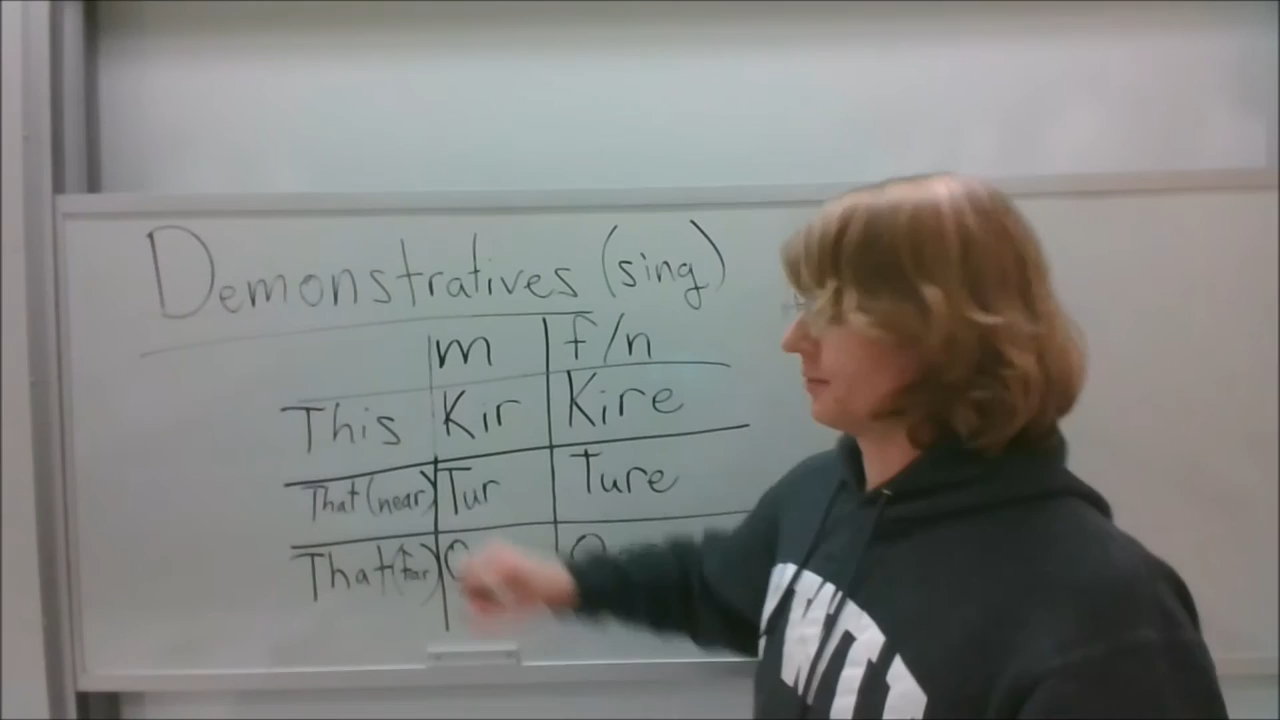 Demonstratives (sing)
m f/n
This Kir Kire
That (near) Tur Ture
That (far)